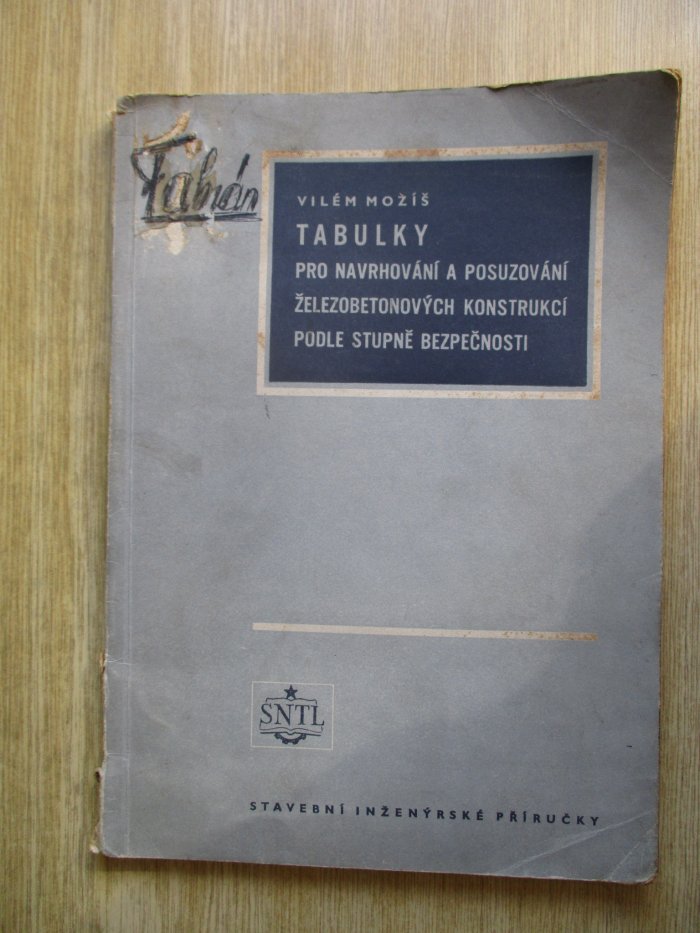 Fabián
VILÉM MOŽÍŠ
TABULKY
PRO NAVRHOVÁNÍ A POSUZOVÁNÍ
ŽELEZOBETONOVÝCH KONSTRUKCÍ
PODLE STUPNĚ BEZPEČNOSTI
SNTL
STAVEBNÍ INŽENÝRSKÉ PŘÍRUČKY